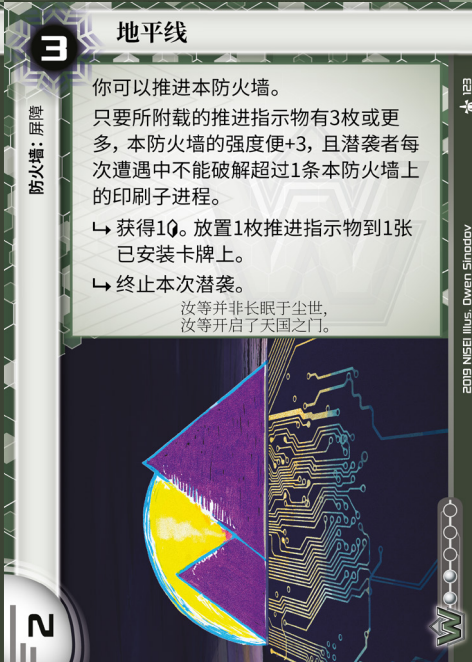 3
地平线
防火墙：屏障
你可以推进本防火墙。
只要所附载的推进指示物有3枚或更
多，本防火墙的强度便+3，且潜袭者每
次遭遇中不能破解超过1条本防火墙上
的印刷子进程。
↳ 获得1。放置1枚推进指示物到1张
已安装卡牌上。
↳ 终止本次潜袭。
汝等并非长眠于尘世，
汝等开启了天国之门。
2
123
2019 NISEI Illus. Owen Sinodov